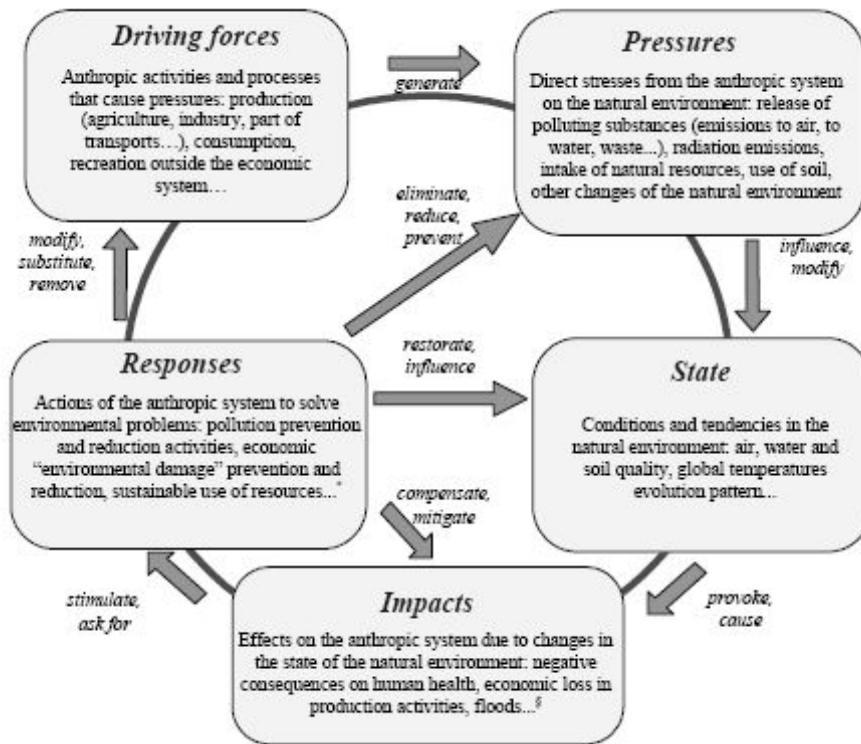 Driving forces
Anthropic activities and processes
that cause pressures: production
(agriculture, industry, part of
transports…), consumption,
recreation outside the economic
system…
generate
Pressures
Direct stresses from the anthropic system
on the natural environment: release of
polluting substances (emissions to air, to
water, waste...), radiation emissions,
intake of natural resources, use of soil,
other changes of the natural environment
modify,
substitute,
remove
eliminate,
reduce,
prevent
influence,
modify
Responses
Actions of the anthropic system to solve
environmental problems: pollution prevention
and reduction activities, economic
“environmental damage” prevention and
reduction, sustainable use of resources...*
restorate,
influence
State
Conditions and tendencies in the
natural environment: air, water and
soil quality, global temperatures
evolution pattern...
compensate,
mitigate
stimulate,
ask for
provoke,
cause
Impacts
Effects on the anthropic system due to changes in
the state of the natural environment: negative
consequences on human health, economic loss in
production activities, floods...§